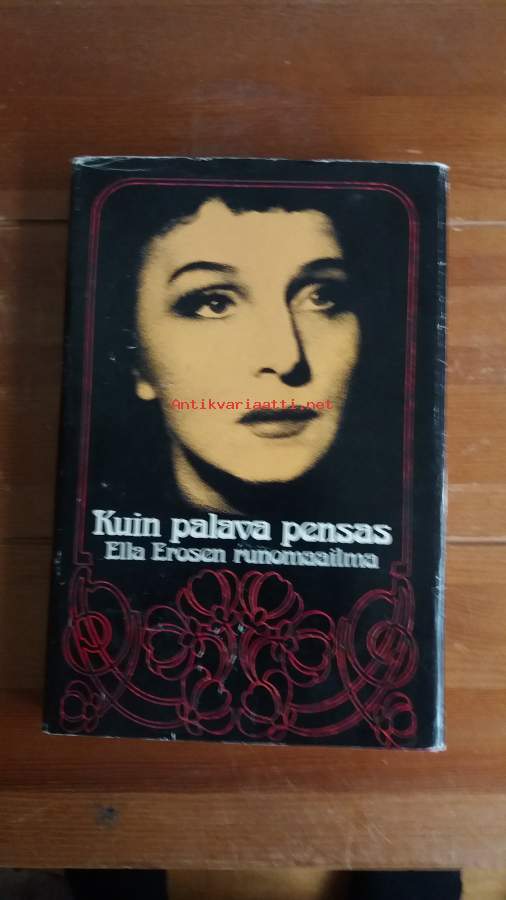 Antikvariaatti.net
Kuin palava pensas
Ella Erosen runomaailma